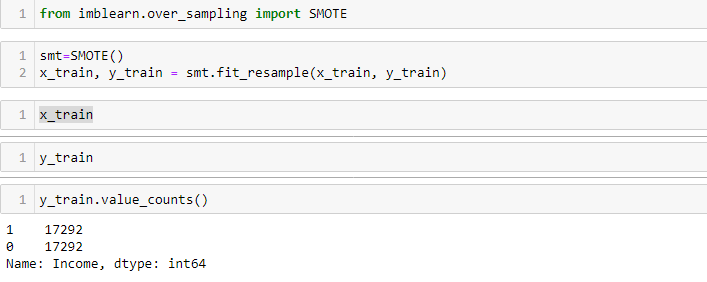 1 from imblearn.over_sampling import SMOTE
1 smt=SMOTE()
2 x_train, y_train = smt.fit_resample(x_train, y_train)
1 x_train
1 y_train
1 y_train.value_counts()
1    17292
0    17292
Name: Income, dtype: int64